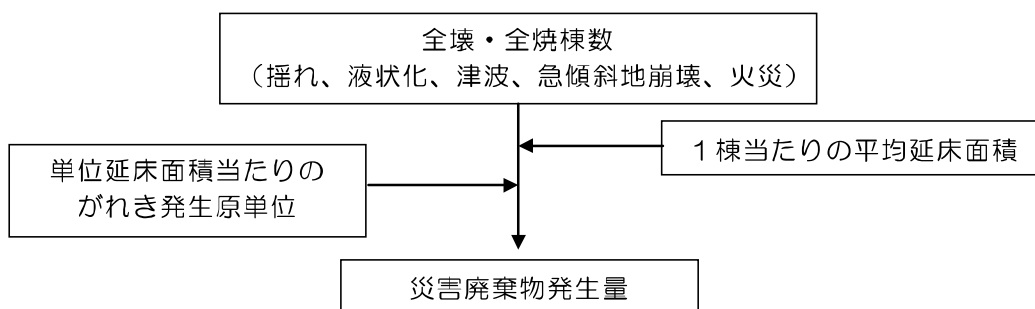 全壊・全焼棟数
（揺れ、液状化、津波、急傾斜地崩壊、火災）
１棟当たりの平均延床面積
単位延床面積当たりの
がれき発生原単位
災害廃棄物発生量